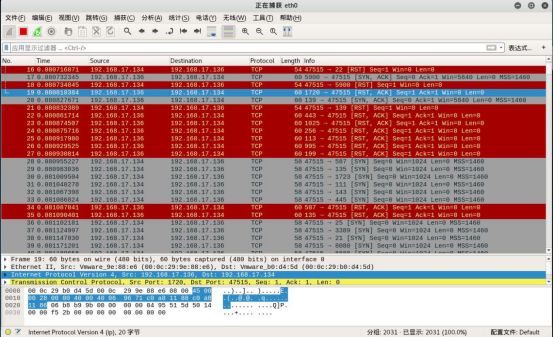 正在捕获 eth0
文件(F) 编辑(E) 视图(V) 跳转(G) 捕获(C) 分析(A) 统计(S) 电话(Y) 无线(W) 工具(T) 帮助(H)
应用显示过滤器 … <Ctrl-/> 表达式… +
No. Time Source Destination Protocol Length Info
16 0.000716871 192.168.17.134 192.168.17.136 TCP 54 47515 → 22 [RST] Seq=1 Win=0 Len=0
17 0.000732345 192.168.17.136 192.168.17.134 TCP 60 5900 → 47515 [SYN, ACK] Seq=0 Ack=1 Win=5840 Len=0 MSS=1460
18 0.000734845 192.168.17.134 192.168.17.136 TCP 54 47515 → 5900 [RST] Seq=1 Win=0 Len=0
19 0.000810384 192.168.17.136 192.168.17.134 TCP 60 1720 → 47515 [RST, ACK] Seq=1 Ack=1 Win=0 Len=0
20 0.000827671 192.168.17.136 192.168.17.134 TCP 60 139 → 47515 [SYN, ACK] Seq=0 Ack=1 Win=5840 Len=0 MSS=1460
21 0.000832389 192.168.17.134 192.168.17.136 TCP 54 47515 → 139 [RST] Seq=1 Win=0 Len=0
22 0.000861714 192.168.17.136 192.168.17.134 TCP 60 443 → 47515 [RST, ACK] Seq=1 Ack=1 Win=0 Len=0
23 0.000874507 192.168.17.136 192.168.17.134 TCP 60 1025 → 47515 [RST, ACK] Seq=1 Ack=1 Win=0 Len=0
24 0.000875716 192.168.17.136 192.168.17.134 TCP 60 256 → 47515 [RST, ACK] Seq=1 Ack=1 Win=0 Len=0
25 0.000917980 192.168.17.136 192.168.17.134 TCP 60 113 → 47515 [RST, ACK] Seq=1 Ack=1 Win=0 Len=0
26 0.000929525 192.168.17.136 192.168.17.134 TCP 60 995 → 47515 [RST, ACK] Seq=1 Ack=1 Win=0 Len=0
27 0.000930814 192.168.17.136 192.168.17.134 TCP 60 199 → 47515 [RST, ACK] Seq=1 Ack=1 Win=0 Len=0
28 0.000955227 192.168.17.134 192.168.17.136 TCP 58 47515 → 587 [SYN] Seq=0 Win=1024 Len=0 MSS=1460
29 0.000983036 192.168.17.134 192.168.17.136 TCP 58 47515 → 135 [SYN] Seq=0 Win=1024 Len=0 MSS=1460
30 0.001009504 192.168.17.134 192.168.17.136 TCP 58 47515 → 1723 [SYN] Seq=0 Win=1024 Len=0 MSS=1460
31 0.001040270 192.168.17.134 192.168.17.136 TCP 58 47515 → 111 [SYN] Seq=0 Win=1024 Len=0 MSS=1460
32 0.001067398 192.168.17.134 192.168.17.136 TCP 58 47515 → 143 [SYN] Seq=0 Win=1024 Len=0 MSS=1460
33 0.001086824 192.168.17.134 192.168.17.136 TCP 58 47515 → 445 [SYN] Seq=0 Win=1024 Len=0 MSS=1460
34 0.001087841 192.168.17.136 192.168.17.134 TCP 60 587 → 47515 [RST, ACK] Seq=1 Ack=1 Win=0 Len=0
35 0.001090401 192.168.17.136 192.168.17.134 TCP 60 135 → 47515 [RST, ACK] Seq=1 Ack=1 Win=0 Len=0
36 0.001102181 192.168.17.134 192.168.17.136 TCP 58 47515 → 25 [SYN] Seq=0 Win=1024 Len=0 MSS=1460
37 0.001124997 192.168.17.134 192.168.17.136 TCP 58 47515 → 8080 [SYN] Seq=0 Win=1024 Len=0 MSS=1460
38 0.001147830 192.168.17.134 192.168.17.136 TCP 58 47515 → 21 [SYN] Seq=0 Win=1024 Len=0 MSS=1460
39 0.001171201 192.168.17.134 192.168.17.136 TCP 58 47515 → [SYN] Seq=0 Win=1024 Len=0 MSS=1460
Frame 19: 60 bytes on wire (480 bits), 60 bytes captured (480 bits) on interface 0
Ethernet II, Src: Vmware_9e:88:e6 (00:0c:29:9e:88:e6), Dst: Vmware_b0:d4:5d (00:0c:29:b0:d4:5d)
Internet Protocol Version 4, Src: 192.168.17.136, Dst: 192.168.17.134
Transmission Control Protocol, Src Port: 1720, Dst Port: 47515, Seq: 1, Ack: 1, Len: 0
0000 00 0c 29 b0 d4 5d 00 0c 29 9e 88 e6 08 00 45 00
0010 00 28 00 00 40 00 40 06 96 71 c0 a8 11 88 c0 a8
0020 11 86 06 b8 b9 9b 00 00 00 00 04 95 51 5d 50 14
0030 00 00 f5 2b 00 00 00 00 00 00 00 00
Internet Protocol Version 4 (ip), 20 字节 分组: 2031 · 已显示: 2031 (100.0%) 配置文件: Default